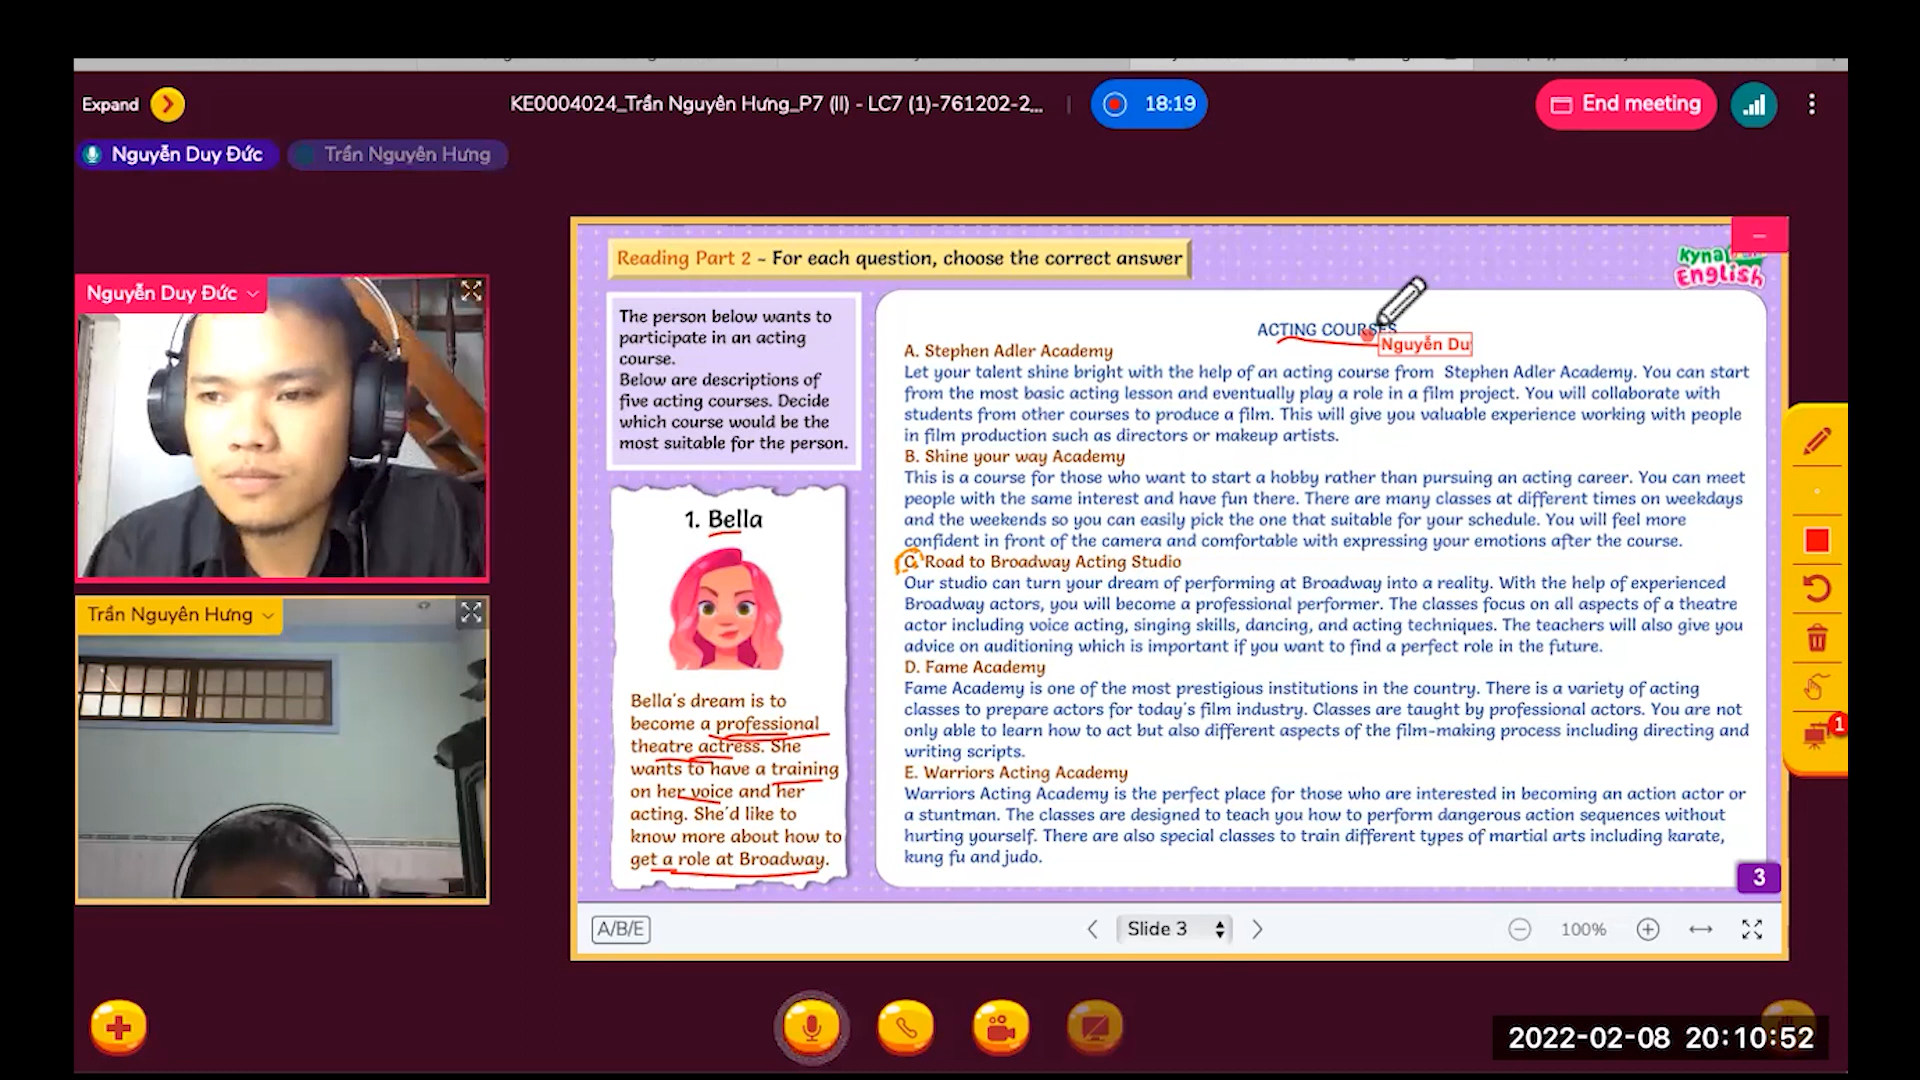 Expand
KE0004024_Trần Nguyên Hưng_P7 (II) - LC7 (1)-761202-2...
18:19
End meeting
Nguyễn Duy Đức
Trần Nguyên Hưng
Nguyễn Duy Đức
Trần Nguyên Hưng
Reading Part 2 - For each question, choose the correct answer
Kyna
English
The person below wants to
participate in an acting
course.
Below are descriptions of
five acting courses. Decide
which course would be the
most suitable for the person.
1. Bella
Bella's dream is to
become a professional
theatre actress. She
wants to have a training
on her voice and her
acting. She'd like to
know more about how to
get a role at Broadway.
ACTING COURSES
Nguyễn Du
A. Stephen Adler Academy
Let your talent shine bright with the help of an acting course from Stephen Adler Academy. You can start
from the most basic acting lesson and eventually play a role in a film project. You will collaborate with
students from other courses to produce a film. This will give you valuable experience working with people
in film production such as directors or makeup artists.
B. Shine your way Academy
This is a course for those who want to start a hobby rather than pursuing an acting career. You can meet
people with the same interest and have fun there. There are many classes at different times on weekdays
and the weekends so you can easily pick the one that suitable for your schedule. You will feel more
confident in front of the camera and comfortable with expressing your emotions after the course.
C. Road to Broadway Acting Studio
Our studio can turn your dream of performing at Broadway into a reality. With the help of experienced
Broadway actors, you will become a professional performer. The classes focus on all aspects of a theatre
actor including voice acting, singing skills, dancing, and acting techniques. The teachers will also give you
advice on auditioning which is important if you want to find a perfect role in the future.
D. Fame Academy
Fame Academy is one of the most prestigious institutions in the country. There is a variety of acting
classes to prepare actors for today's film industry. Classes are taught by professional actors. You are not
only able to learn how to act but also different aspects of the film-making process including directing and
writing scripts.
E. Warriors Acting Academy
Warriors Acting Academy is the perfect place for those who are interested in becoming an action actor or
a stuntman. The classes are designed to teach you how to perform dangerous action sequences without
hurting yourself. There are also special classes to train different types of martial arts including karate,
kung fu and judo.
3
1
A/B/E
Slide 3
100%
2022-02-08 20:10:52